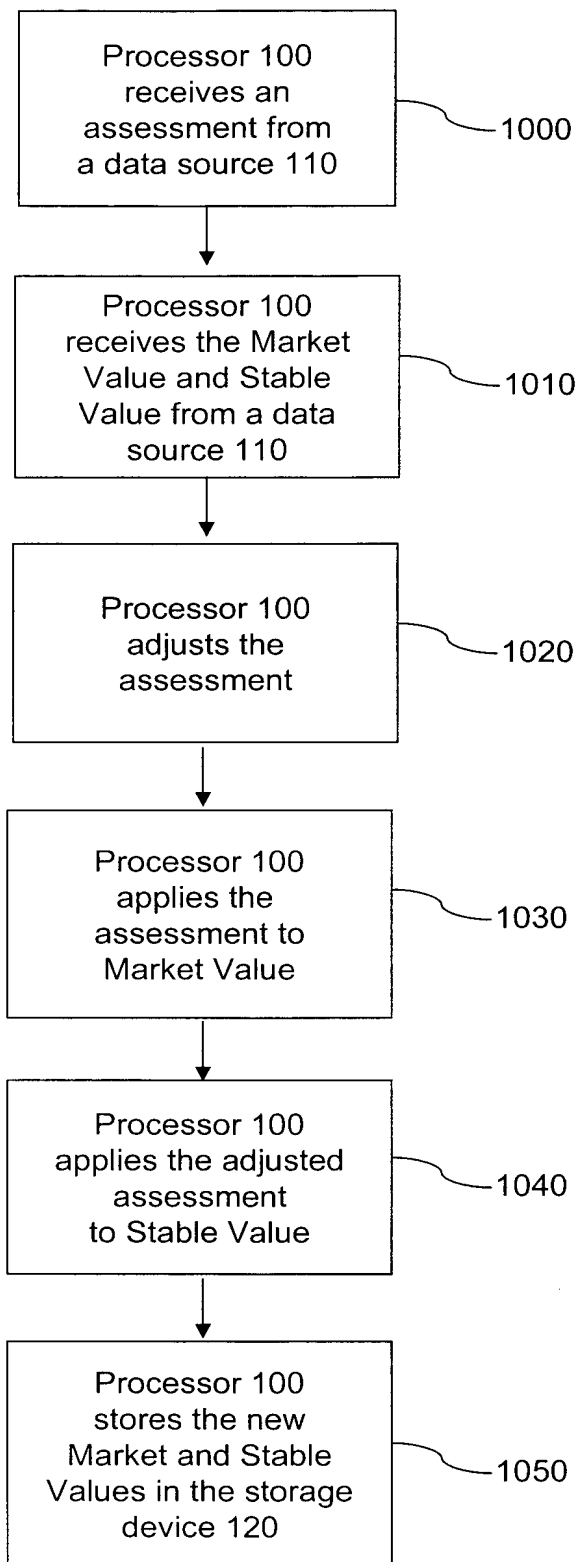 Processor 100
receives an
assessment from
a data source 110
1000
Processor 100
receives the Market
Value and Stable
Value from a data
source 110
1010
Processor 100
adjusts the
assessment
1020
Processor 100
applies the
assessment to
Market Value
1030
Processor 100
applies the adjusted
assessment
to Stable Value
1040
Processor 100
stores the new
Market and Stable
Values in the storage
device 120
1050